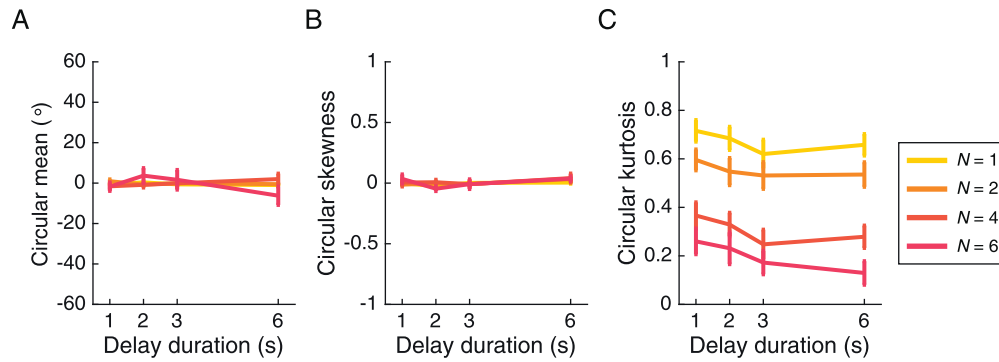 A
Circular mean (°)
60
40
20
0
-20
-40
-60
1 2 3 6
Delay duration (s)
B
Circular skewness
1
0.5
0
-0.5
-1
1 2 3 6
Delay duration (s)
C
Circular kurtosis
1
0.8
0.6
0.4
0.2
0
1 2 3 6
Delay duration (s)
N = 1
N = 2
N = 4
N = 6